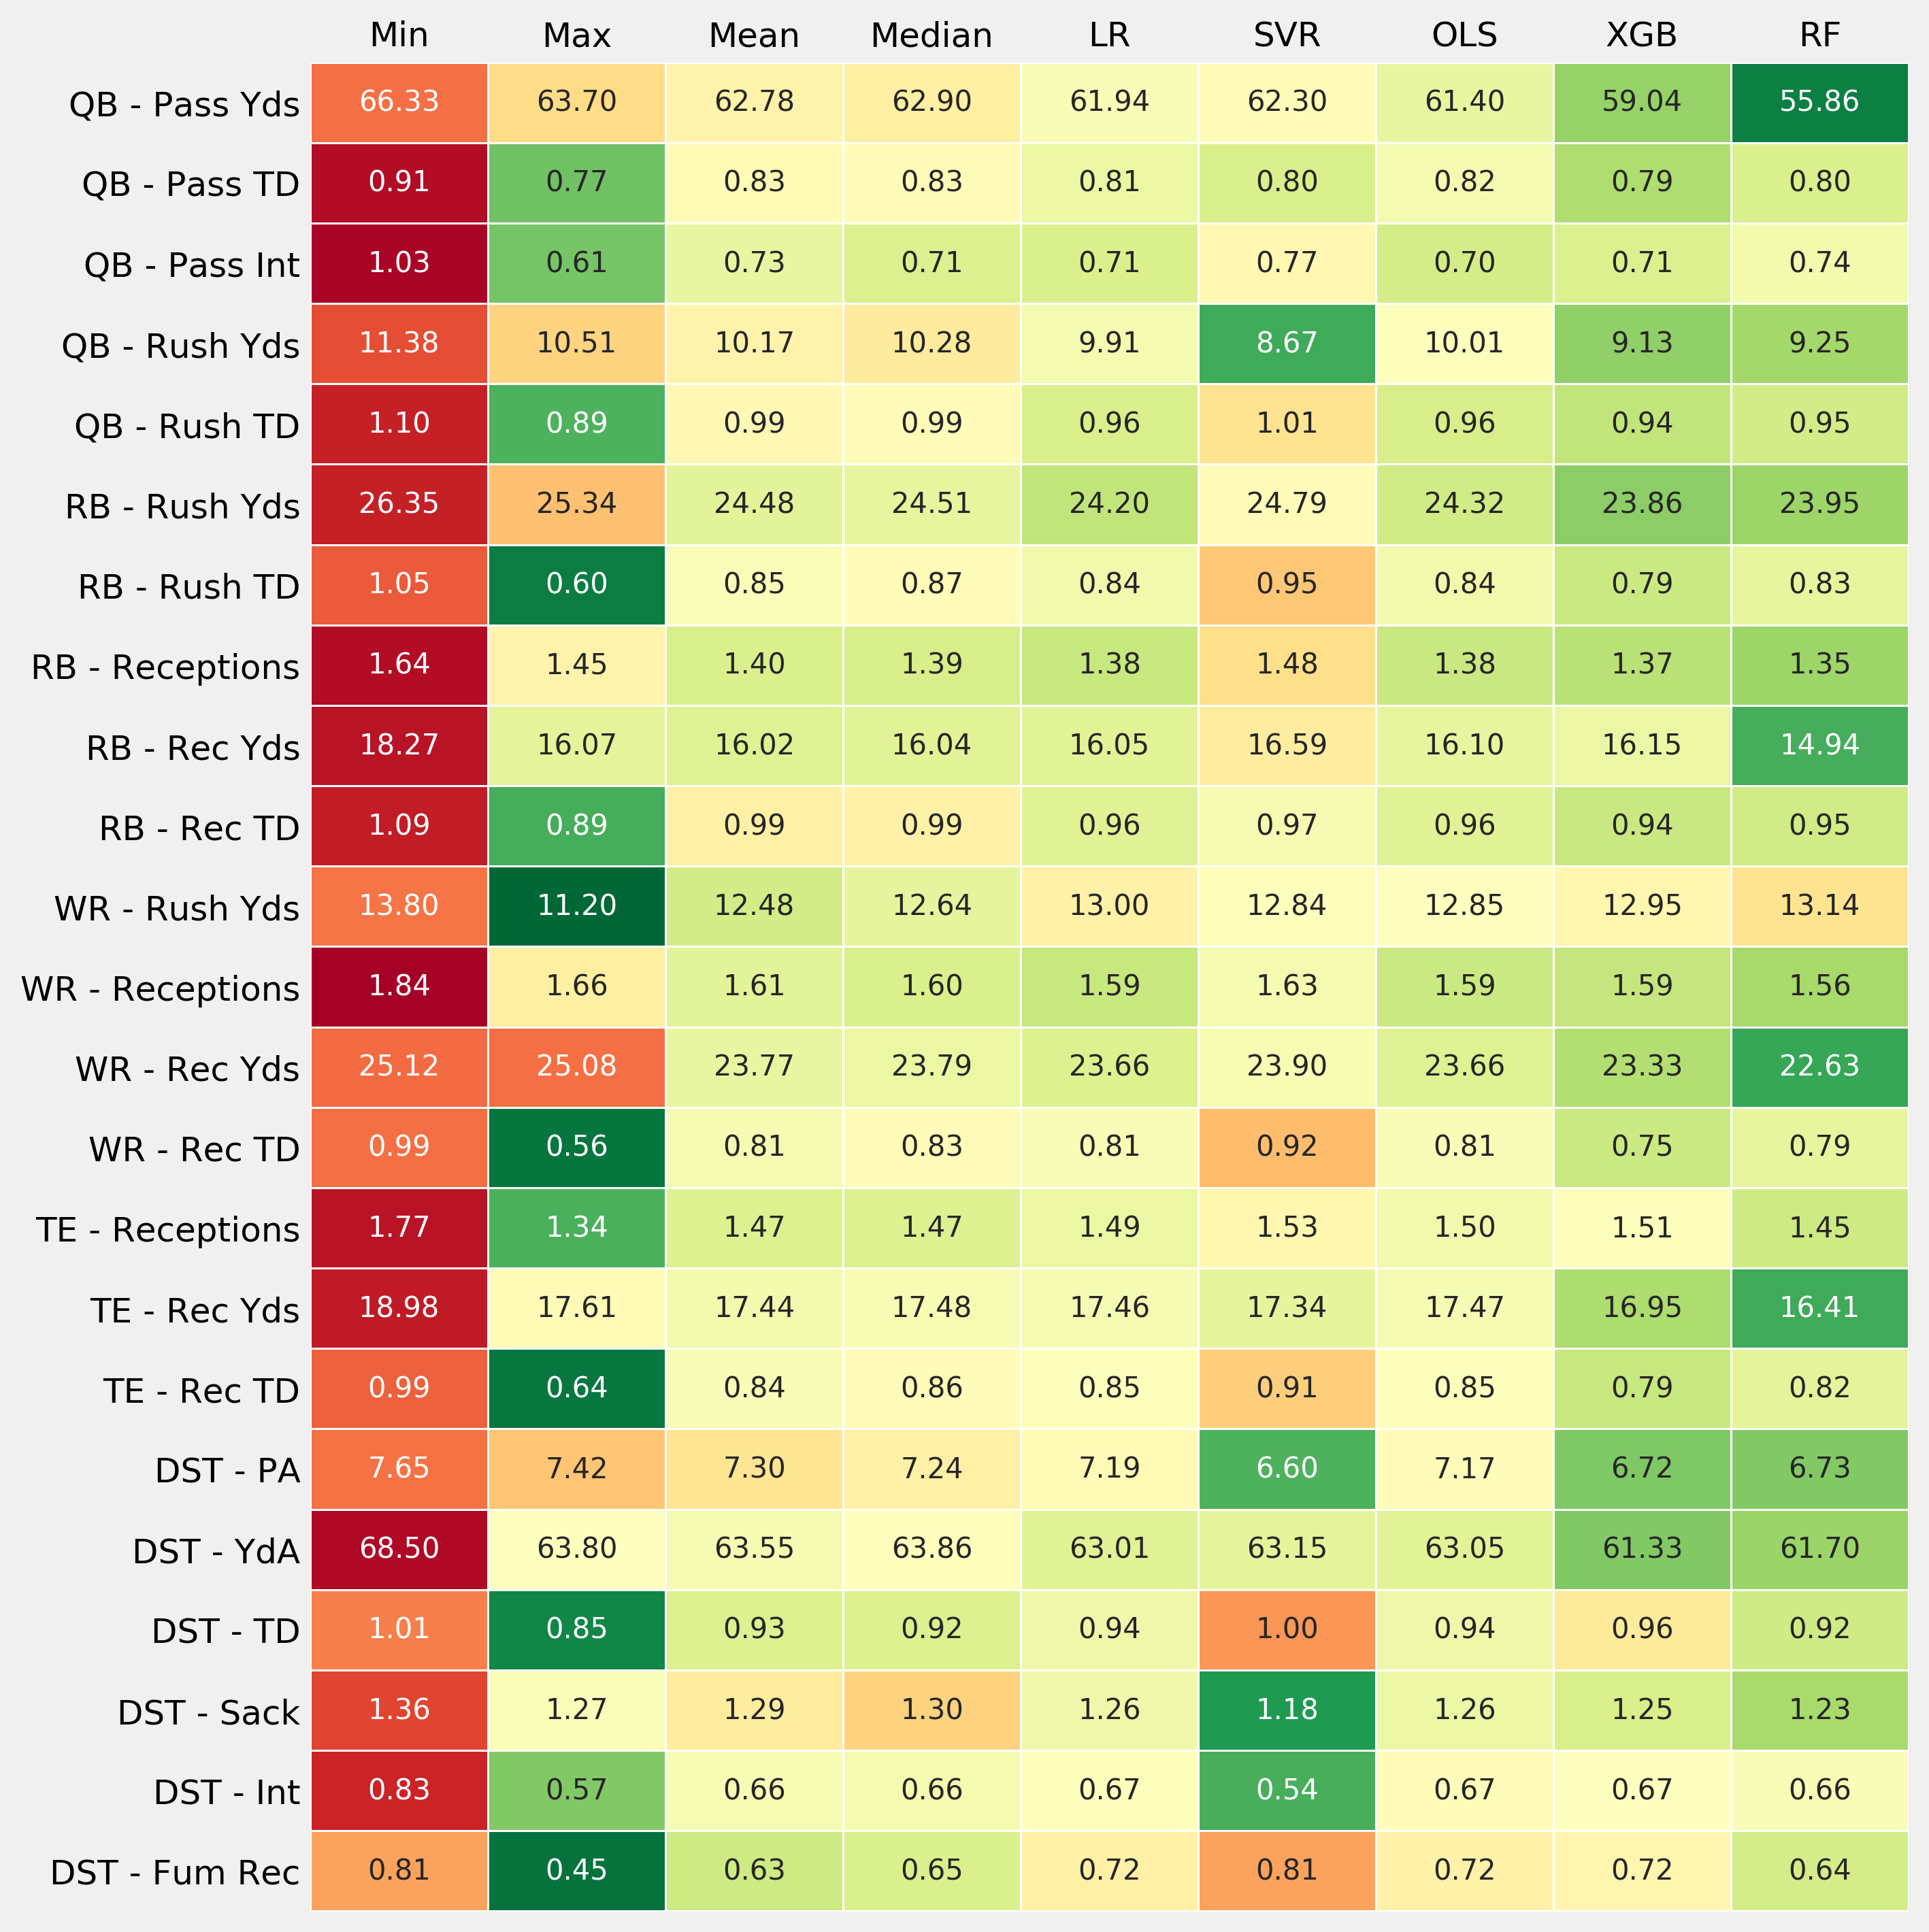 Min Max Mean Median LR SVR OLS XGB RF
QB - Pass Yds 66.33 63.70 62.78 62.90 61.94 62.30 61.40 59.04 55.86
QB - Pass TD 0.91 0.77 0.83 0.83 0.81 0.80 0.82 0.79 0.80
QB - Pass Int 1.03 0.61 0.73 0.71 0.71 0.77 0.70 0.71 0.74
QB - Rush Yds 11.38 10.51 10.17 10.28 9.91 8.67 10.01 9.13 9.25
QB - Rush TD 1.10 0.89 0.99 0.99 0.96 1.01 0.96 0.94 0.95
RB - Rush Yds 26.35 25.34 24.48 24.51 24.20 24.79 24.32 23.86 23.95
RB - Rush TD 1.05 0.60 0.85 0.87 0.84 0.95 0.84 0.79 0.83
RB - Receptions 1.64 1.45 1.40 1.39 1.38 1.48 1.38 1.37 1.35
RB - Rec Yds 18.27 16.07 16.02 16.04 16.05 16.59 16.10 16.15 14.94
RB - Rec TD 1.09 0.89 0.99 0.99 0.96 0.97 0.96 0.94 0.95
WR - Rush Yds 13.80 11.20 12.48 12.64 13.00 12.84 12.85 12.95 13.14
WR - Receptions 1.84 1.66 1.61 1.60 1.59 1.63 1.59 1.59 1.56
WR - Rec Yds 25.12 25.08 23.77 23.79 23.66 23.90 23.66 23.33 22.63
WR - Rec TD 0.99 0.56 0.81 0.83 0.81 0.92 0.81 0.75 0.79
TE - Receptions 1.77 1.34 1.47 1.47 1.49 1.53 1.50 1.51 1.45
TE - Rec Yds 18.98 17.61 17.44 17.48 17.46 17.34 17.47 16.95 16.41
TE - Rec TD 0.99 0.64 0.84 0.86 0.85 0.91 0.85 0.79 0.82
DST - PA 7.65 7.42 7.30 7.24 7.19 6.60 7.17 6.72 6.73
DST - YdA 68.50 63.80 63.55 63.86 63.01 63.15 63.05 61.33 61.70
DST - TD 1.01 0.85 0.93 0.92 0.94 1.00 0.94 0.96 0.92
DST - Sack 1.36 1.27 1.29 1.30 1.26 1.18 1.26 1.25 1.23
DST - Int 0.83 0.57 0.66 0.66 0.67 0.54 0.67 0.67 0.66
DST - Fum Rec 0.81 0.45 0.63 0.65 0.72 0.81 0.72 0.72 0.64